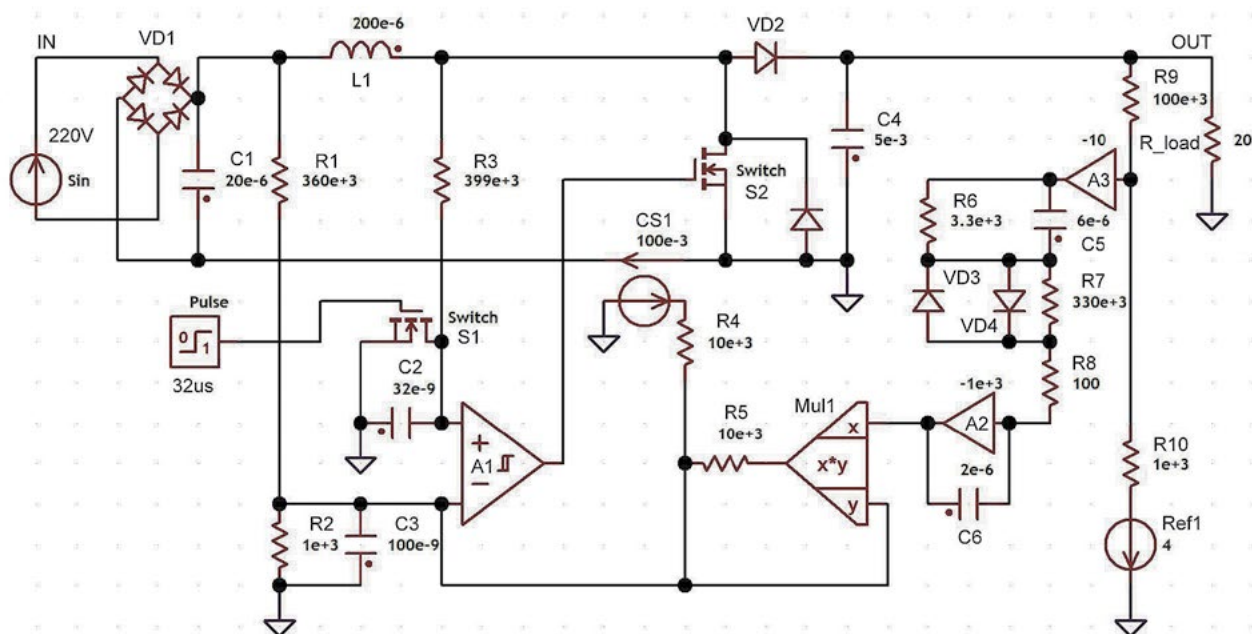 200e-6
IN
VD1
L1
VD2
OUT
R9
100e+3
220V
Sin
C1
20e-6
R1
360e+3
R3
399e+3
C4
5e-3
-10
R_load
20
A3
Switch
S2
R6
3.3e+3
6e-6
C5
CS1
100e-3
Pulse
0
1
32us
Switch
S1
VD3
VD4
R7
330e+3
R4
10e+3
C2
32e-9
R8
100
-1e+3
Mul1
R5
10e+3
x
A2
+
A1
−
x*y
2e-6
R10
1e+3
y
C6
R2
1e+3
C3
100e-9
Ref1
4